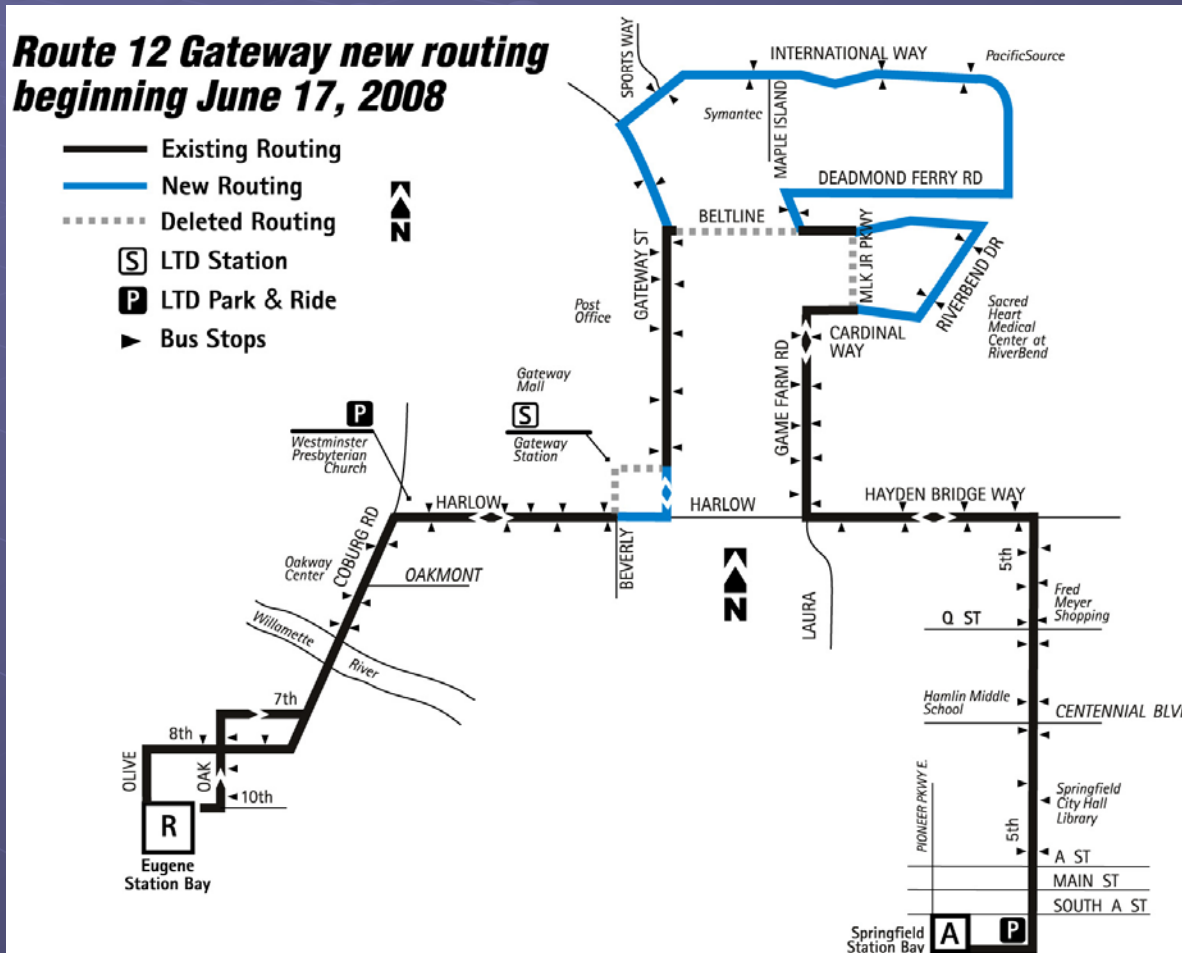 Route 12 Gateway new routing
beginning June 17, 2008
Existing Routing
New Routing
Deleted Routing
S LTD Station
P LTD Park & Ride
Bus Stops
N
SPORTS WAY
INTERNATIONAL WAY
PacificSource
Symantec
MAPLE ISLAND
DEADMOND FERRY RD
BELTLINE
MLK JR PKWY
GATEWAY ST
RIVERBEND DR
Post
Office
Sacred
Heart
Medical
Center at
RiverBend
CARDINAL
WAY
GAME FARM RD
Gateway
Mall
S
Gateway
Station
P
Westminster
Presbyterian
Church
HARLOW
HARLOW
HAYDEN BRIDGE WAY
COBURG RD
Oakway
Center
OAKMONT
BEVERLY
N
LAURA
5th
Fred
Meyer
Shopping
Q ST
Willamette
River
7th
8th
OLIVE
OAK
10th
R
Eugene
Station Bay
Hamlin Middle
School
CENTENNIAL BLV
Springfield
City Hall
Library
PIONEER PKWY E.
5th
A ST
MAIN ST
SOUTH A ST
Springfield
Station Bay
A
P